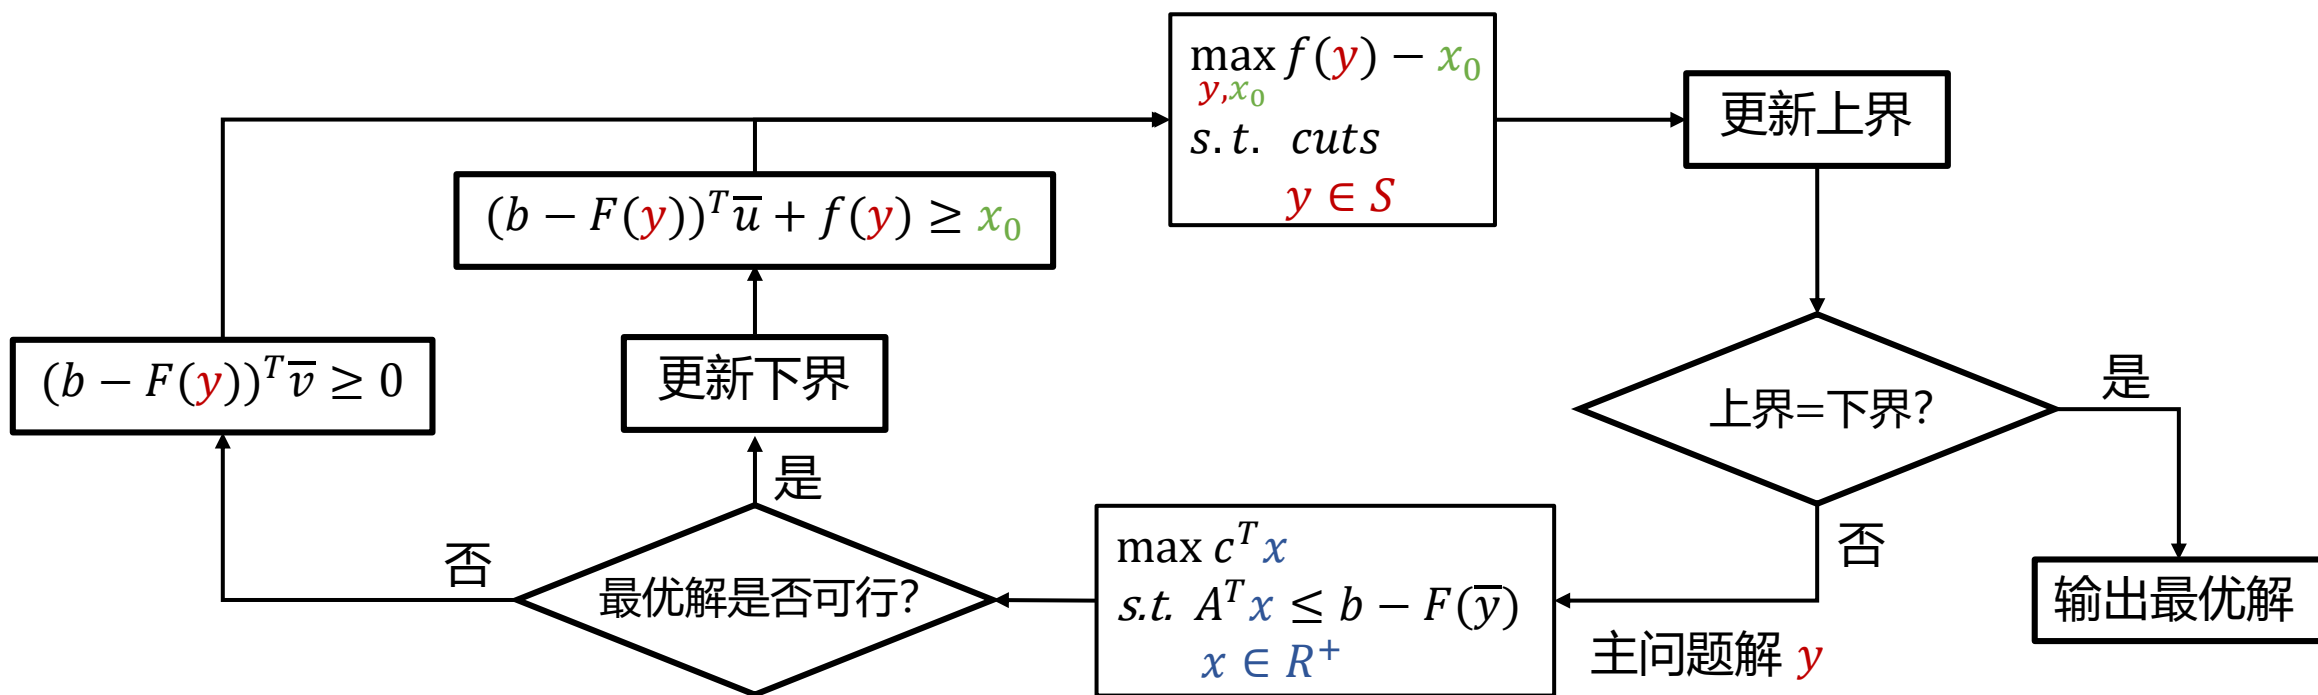 max f(y) − x₀
y,x₀
s.t. cuts
y ∈ S
更新上界
(b − F(y))ᵀu̅ + f(y) ≥ x₀
(b − F(y))ᵀv̅ ≥ 0
更新下界
上界=下界?
是
是
否
否
最优解是否可行?
max cᵀx
s.t. Aᵀx ≤ b − F(y̅)
x ∈ R⁺
主问题解 y
输出最优解